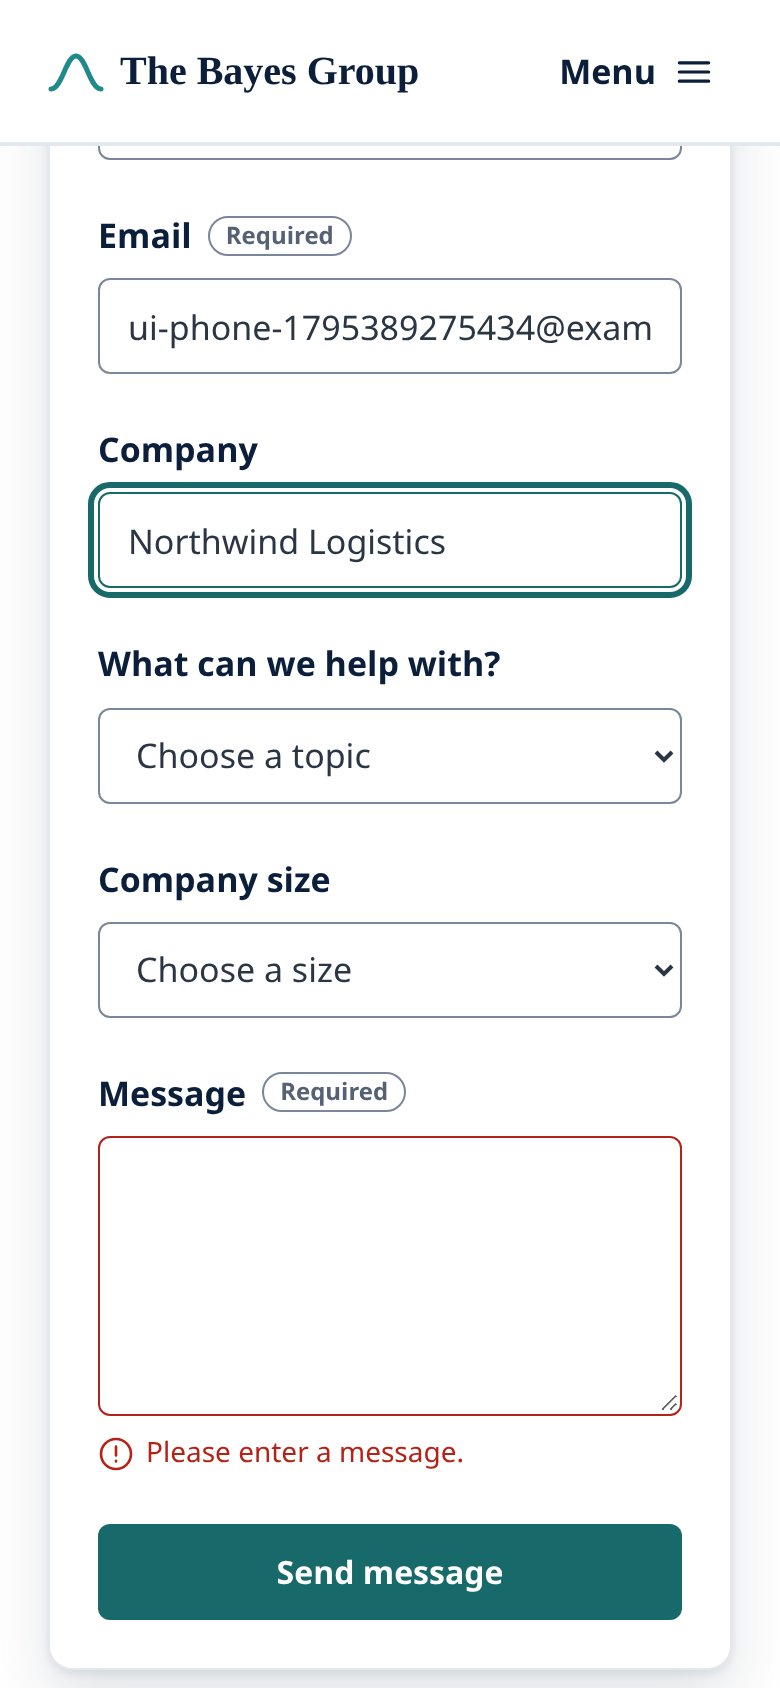 The Bayes Group
Menu
Email Required
ui-phone-1795389275434@exam
Company
Northwind Logistics
What can we help with?
Choose a topic
Company size
Choose a size
Message Required
Please enter a message.
Send message